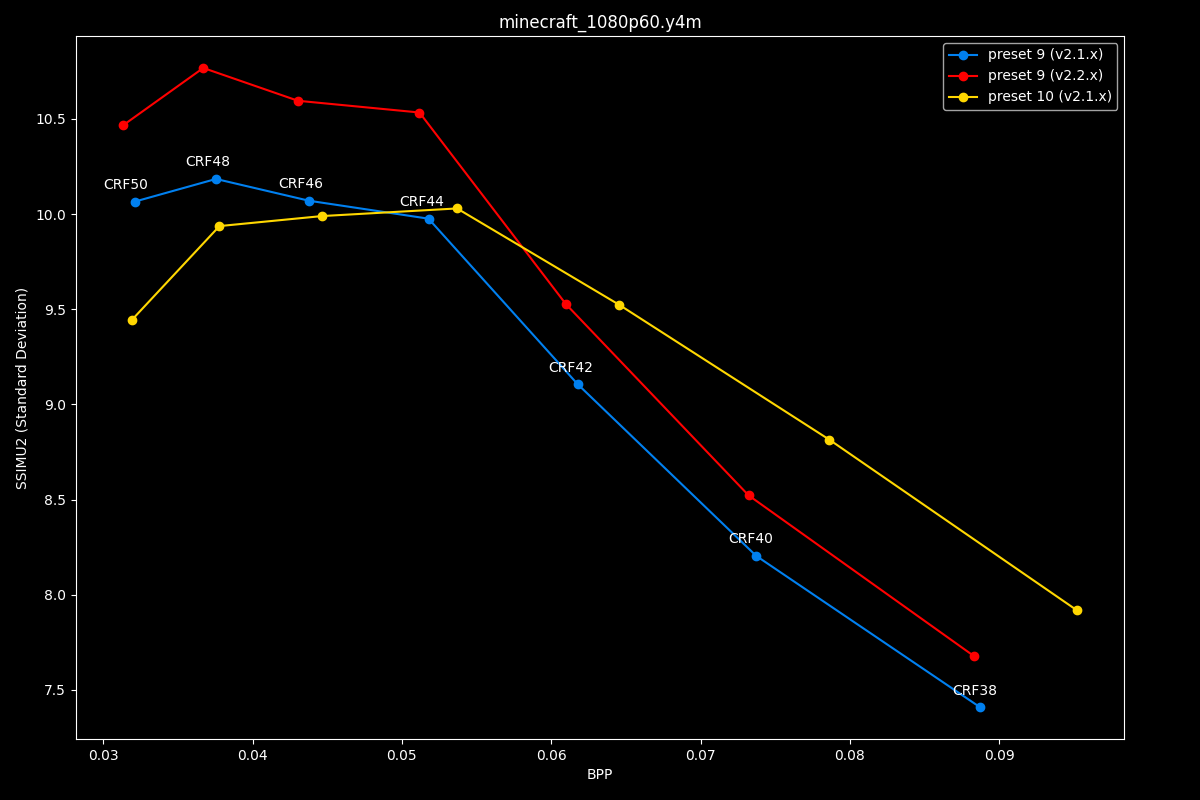 minecraft_1080p60.y4m
preset 9 (v2.1.x)
preset 9 (v2.2.x)
preset 10 (v2.1.x)
SSIMU2 (Standard Deviation)
10.5
10.0
9.5
9.0
8.5
8.0
7.5
CRF50
CRF48
CRF46
CRF44
CRF42
CRF40
CRF38
0.03
0.04
0.05
0.06
0.07
0.08
0.09
BPP